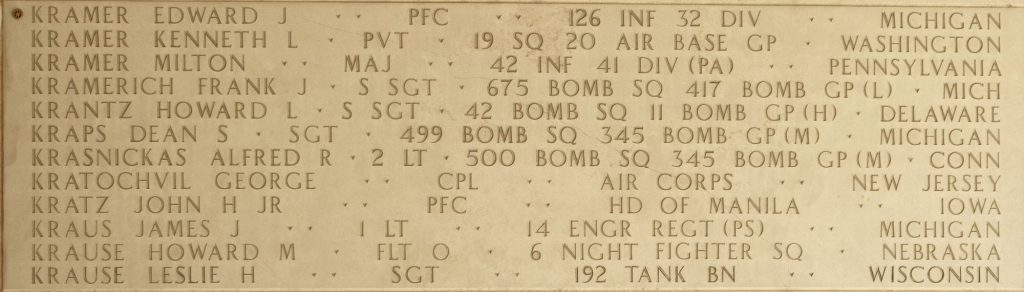 KRAMER EDWARD J · · PFC · · 126 INF 32 DIV · · MICHIGAN
KRAMER KENNETH L · PVT · 19 SQ 20 AIR BASE GP · WASHINGTON
KRAMER MILTON · · MAJ · · 42 INF 41 DIV (PA) · · PENNSYLVANIA
KRAMERICH FRANK J · S SGT · 675 BOMB SQ 417 BOMB GP (L) · MICH
KRANTZ HOWARD L · S SGT · 42 BOMB SQ 11 BOMB GP (H) · DELAWARE
KRAPS DEAN S · SGT · 499 BOMB SQ 345 BOMB GP (M) · MICHIGAN
KRASNICKAS ALFRED R · 2 LT · 500 BOMB SQ 345 BOMB GP (M) · CONN
KRATOCHVIL GEORGE · · CPL · · AIR CORPS · · NEW JERSEY
KRATZ JOHN H JR · · PFC · · HD OF MANILA · · IOWA
KRAUS JAMES J · · 1 LT · · 14 ENGR REGT (PS) · · MICHIGAN
KRAUSE HOWARD M · FLT O · 6 NIGHT FIGHTER SQ · NEBRASKA
KRAUSE LESLIE H · · SGT · · 192 TANK BN · · WISCONSIN